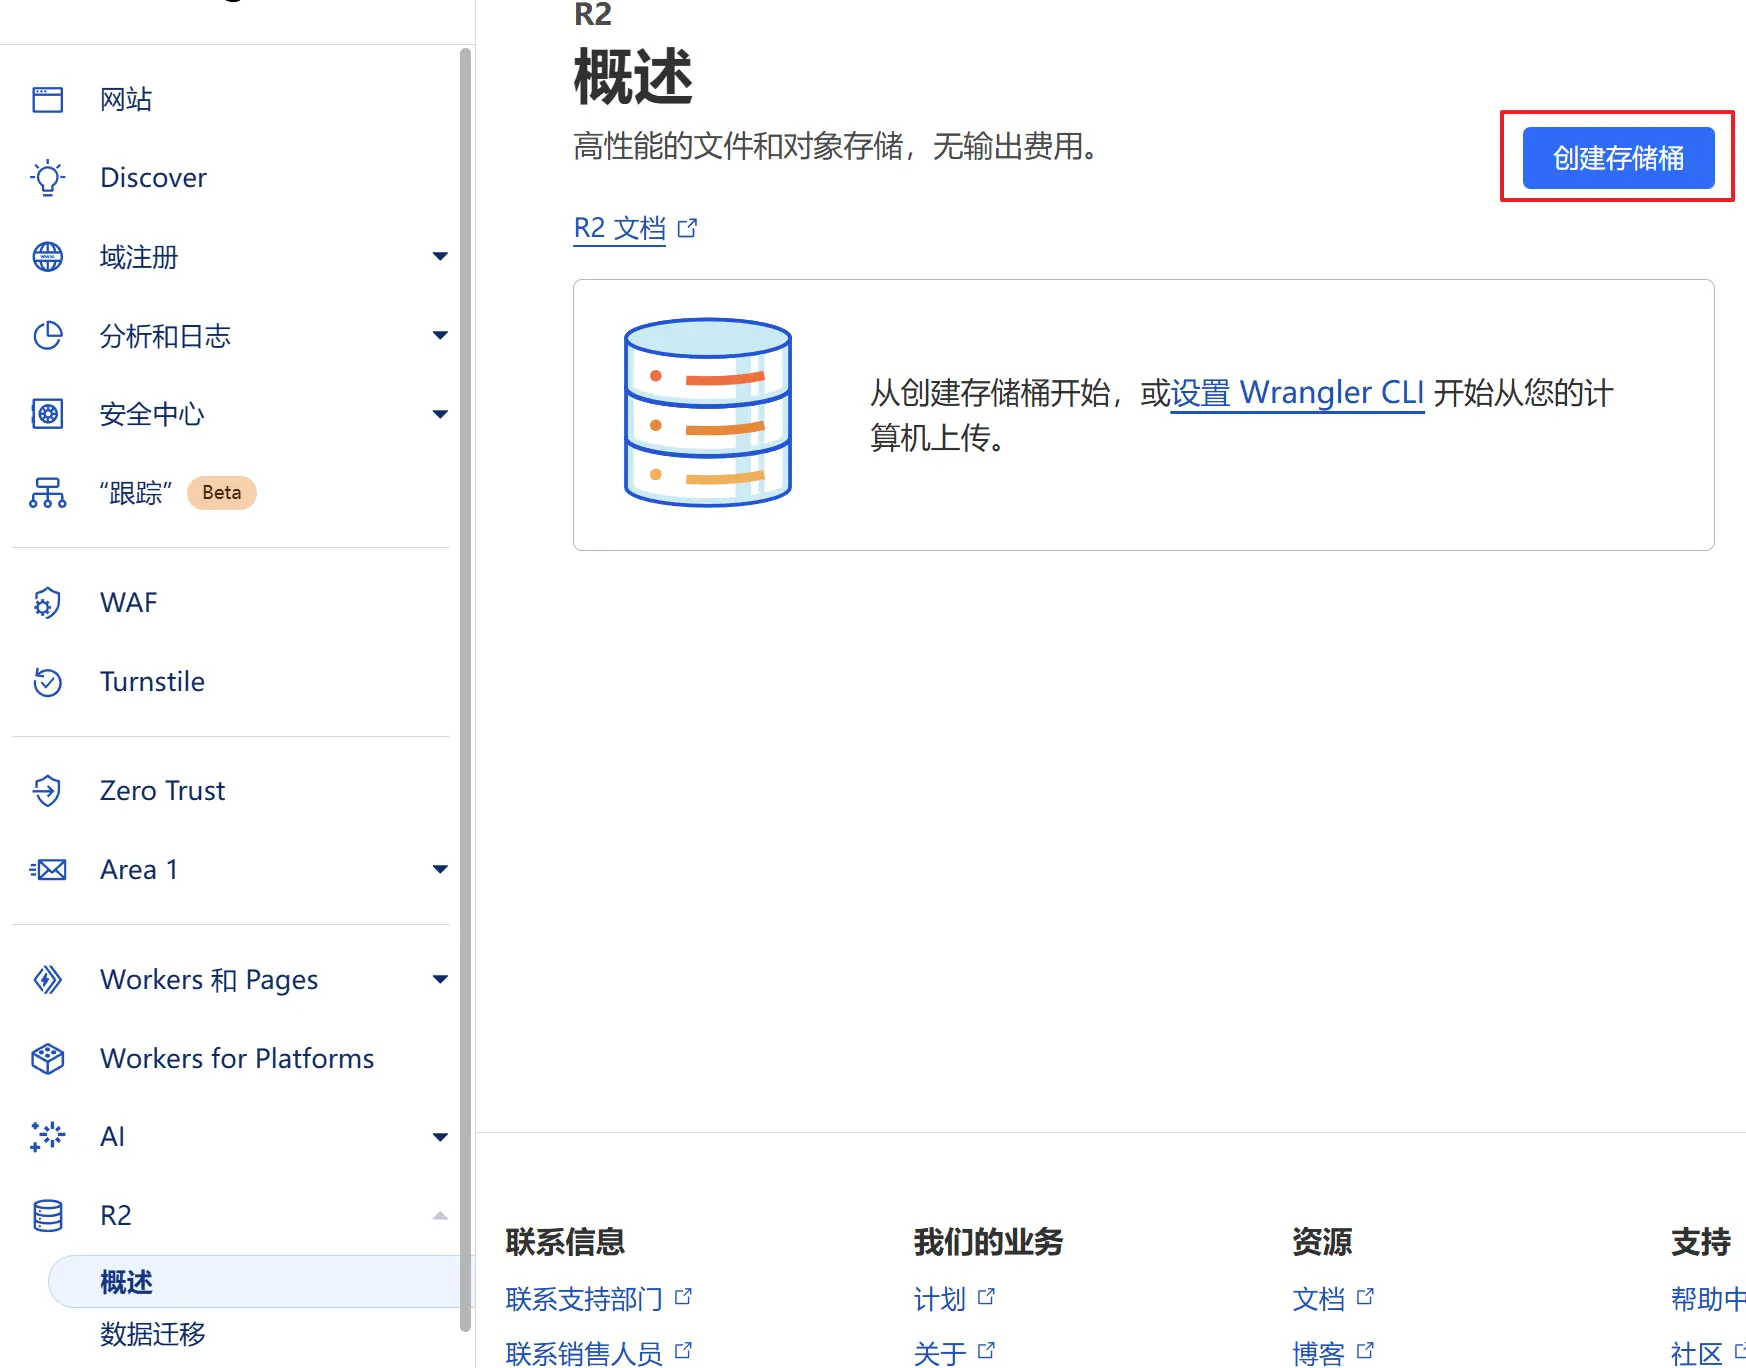 网站
Discover
域注册
分析和日志
安全中心
“跟踪” Beta
WAF
Turnstile
Zero Trust
Area 1
Workers 和 Pages
Workers for Platforms
AI
R2
概述
数据迁移
R2
概述
高性能的文件和对象存储，无输出费用。
创建存储桶
R2 文档
从创建存储桶开始，或设置 Wrangler CLI 开始从您的计
算机上传。
联系信息
联系支持部门
联系销售人员
我们的业务
计划
关于
资源
文档
博客
支持
帮助中
社区